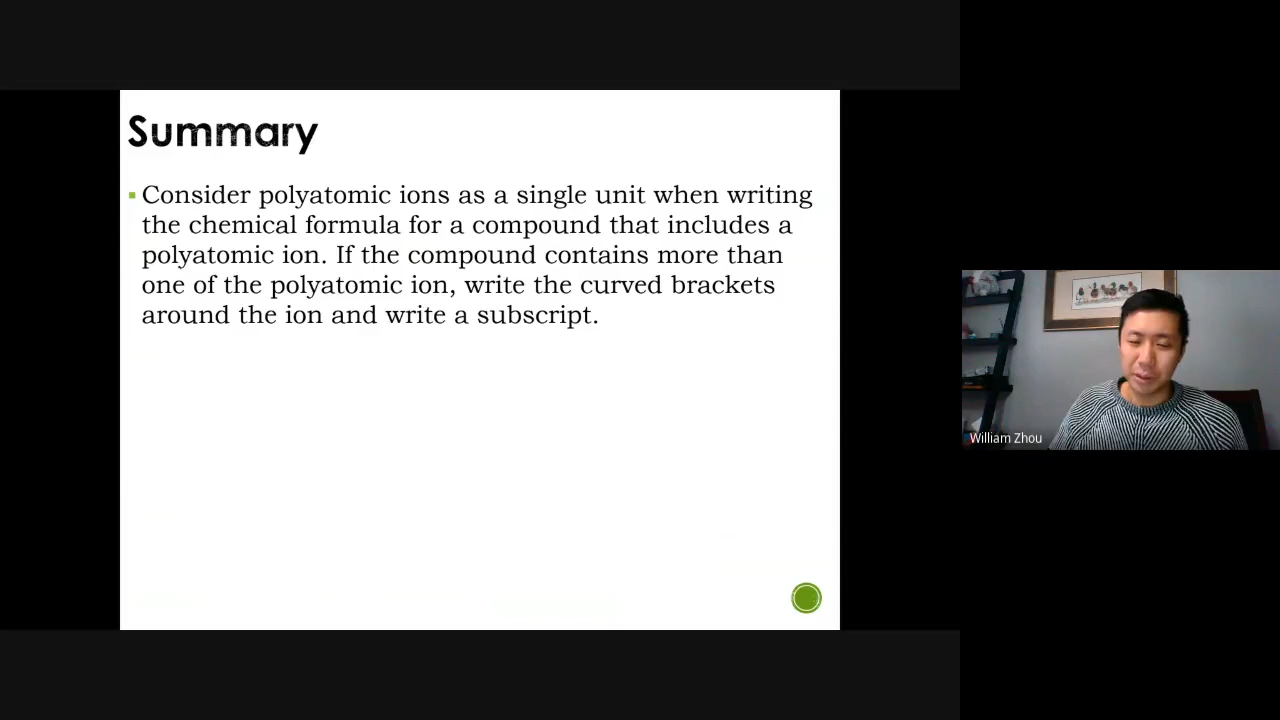 Summary
Consider polyatomic ions as a single unit when writing
the chemical formula for a compound that includes a
polyatomic ion. If the compound contains more than
one of the polyatomic ion, write the curved brackets
around the ion and write a subscript.
William Zhou